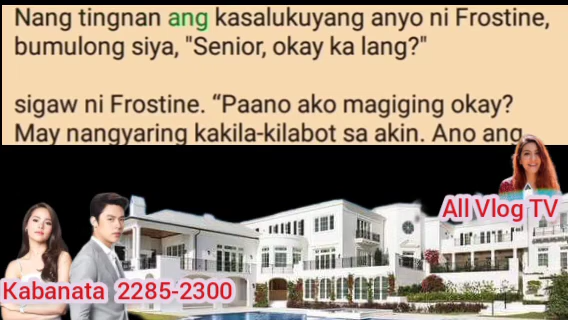 Nang tingnan ang kasalukuyang anyo ni Frostine,
bumulong siya, "Senior, okay ka lang?"
sigaw ni Frostine. “Paano ako magiging okay?
May nangyaring kakila-kilabot sa akin. Ano ang
All Vlog TV
Kabanata 2285-2300